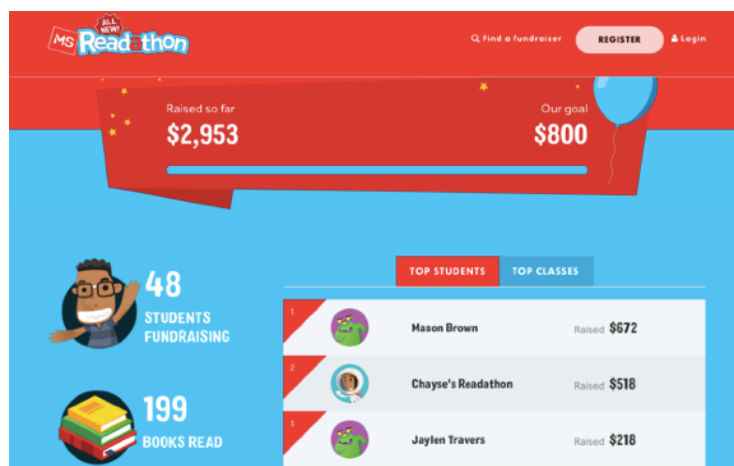 ALL
NEW!
MS Readathon
Find a fundraiser
REGISTER
Login
Raised so far
$2,953
Our goal
$800
48
STUDENTS
FUNDRAISING
199
BOOKS READ
TOP STUDENTS
TOP CLASSES
1
Mason Brown
Raised $672
2
Chayse's Readathon
Raised $518
3
Jaylen Travers
Raised $218